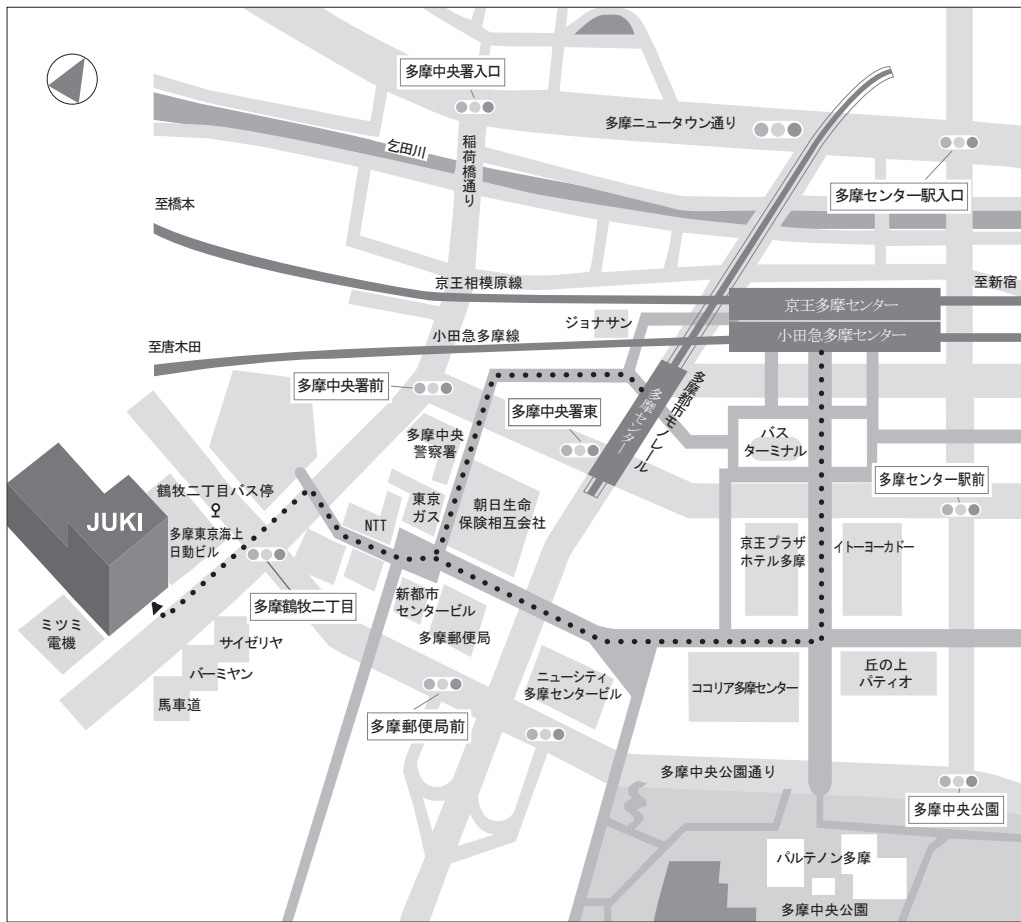 多摩中央署入口
多摩ニュータウン通り
乞田川
稲荷橋通り
多摩センター駅入口
至橋本
京王相模原線
至新宿
京王多摩センター
小田急多摩センター
ジョナサン
小田急多摩線
至唐木田
多摩中央署前
多摩センター
多摩都市モノレール
多摩中央署東
多摩中央
警察署
バス
ターミナル
多摩センター駅前
鶴牧二丁目バス停
JUKI
多摩東京海上
日動ビル
東京
ガス
朝日生命
保険相互会社
NTT
京王プラザ
ホテル多摩
イトーヨーカドー
多摩鶴牧二丁目
新都市
センタービル
多摩郵便局
ミツミ
電機
サイゼリヤ
バーミヤン
馬車道
ニューシティ
多摩センタービル
ココリア多摩センター
丘の上
パティオ
多摩郵便局前
多摩中央公園通り
多摩中央公園
パルテノン多摩
多摩中央公園